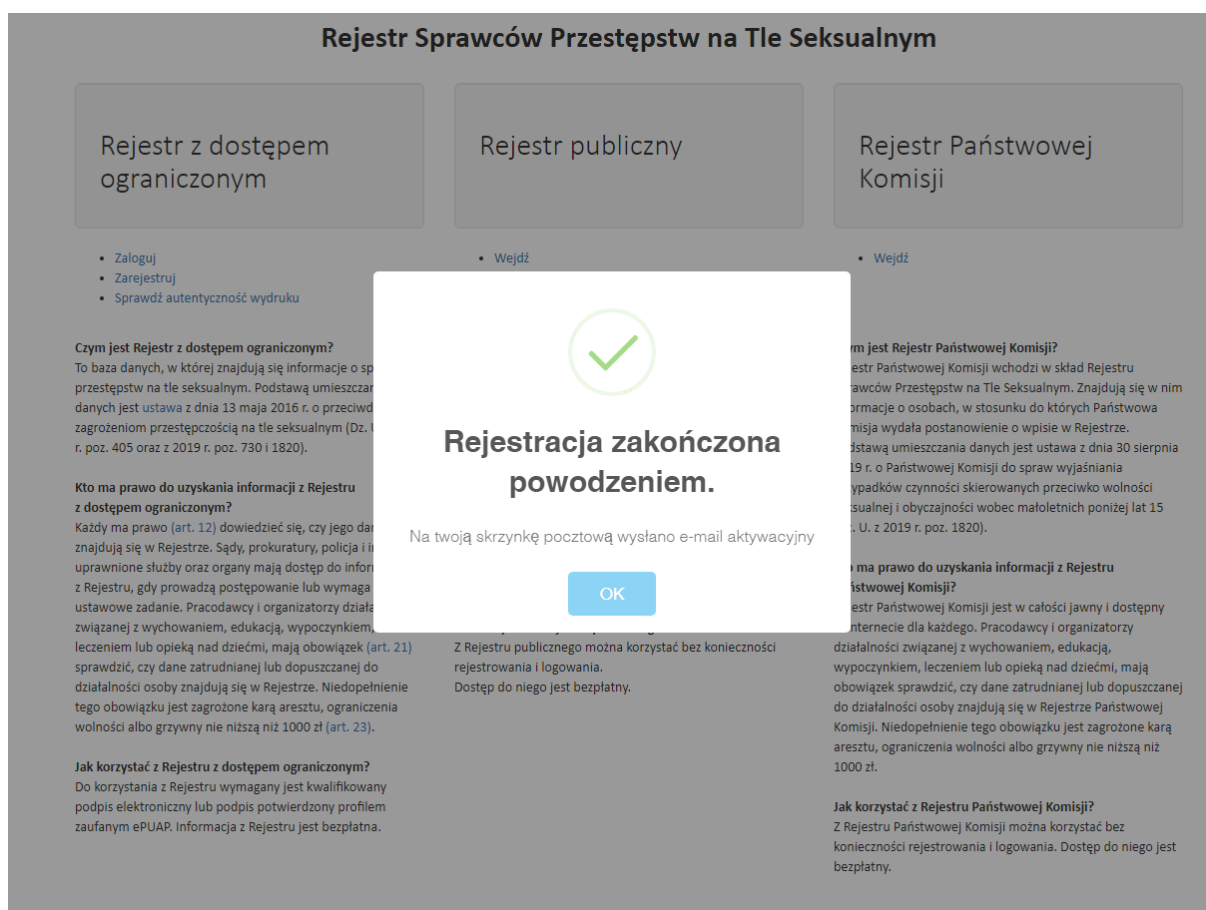 Rejestr Sprawców Przestępstw na Tle Seksualnym
Rejestr z dostępem
ograniczonym
Zaloguj
Zarejestruj
Sprawdź autentyczność wydruku
Czym jest Rejestr z dostępem ograniczonym?
To baza danych, w której znajdują się informacje o
przestępstw na tle seksualnym. Podstawą
danych jest ustawa z dnia 13 maja 2016 r. o
zagrożeniom przestępczością na tle seksualnym (Dz.
r. poz. 405 oraz z 2019 r. poz. 730 i 1820).
Kto ma prawo do uzyskania informacji z Rejestru
z dostępem ograniczonym?
Każdy ma prawo (art. 12) dowiedzieć się, czy jego
znajdują się w Rejestrze. Sądy, prokuratury, policja i
uprawnione służby oraz organy mają dostęp do
z Rejestru, gdy prowadzą postępowanie lub wymaga
ustawowe zadanie. Pracodawcy i organizatorzy
związanej z wychowaniem, edukacją, wypoczynkiem,
leczeniem lub opieką nad dziećmi, mają obowiązek (art. 21)
sprawdzić, czy dane zatrudnianej lub dopuszczanej do
działalności osoby znajdują się w Rejestrze. Niedopełnienie
tego obowiązku jest zagrożone karą aresztu, ograniczenia
wolności albo grzywny nie niższą niż 1000 zł (art. 23).
Jak korzystać z Rejestru z dostępem ograniczonym?
Do korzystania z Rejestru wymagany jest kwalifikowany
podpis elektroniczny lub podpis potwierdzony profilem
zaufanym ePUAP. Informacja z Rejestru jest bezpłatna.
Rejestr publiczny
Wejdź
Z Rejestru publicznego można korzystać bez konieczności
rejestrowania i logowania.
Dostęp do niego jest bezpłatny.
Rejestr Państwowej
Komisji
Wejdź
jest Rejestr Państwowej Komisji?
Państwowej Komisji wchodzi w skład Rejestru
Przestępstw na Tle Seksualnym. Znajdują się w nim
o osobach, w stosunku do których Państwowa
wydała postanowienie o wpisie w Rejestrze.
umieszczania danych jest ustawa z dnia 30 sierpnia
r. o Państwowej Komisji do spraw wyjaśniania
czynności skierowanych przeciwko wolności
i obyczajności wobec małoletnich poniżej lat 15
U. z 2019 r. poz. 1820).
ma prawo do uzyskania informacji z Rejestru
Komisji?
Państwowej Komisji jest w całości jawny i dostępny
dla każdego. Pracodawcy i organizatorzy
działalności związanej z wychowaniem, edukacją,
wypoczynkiem, leczeniem lub opieką nad dziećmi, mają
obowiązek sprawdzić, czy dane zatrudnianej lub dopuszczanej
do działalności osoby znajdują się w Rejestrze Państwowej
Komisji. Niedopełnienie tego obowiązku jest zagrożone karą
aresztu, ograniczenia wolności albo grzywny nie niższą niż
1000 zł.
Jak korzystać z Rejestru Państwowej Komisji?
Z Rejestru Państwowej Komisji można korzystać bez
konieczności rejestrowania i logowania. Dostęp do niego jest
bezpłatny.
Rejestracja zakończona
powodzeniem.
Na twoją skrzynkę pocztową wysłano e-mail aktywacyjny
OK